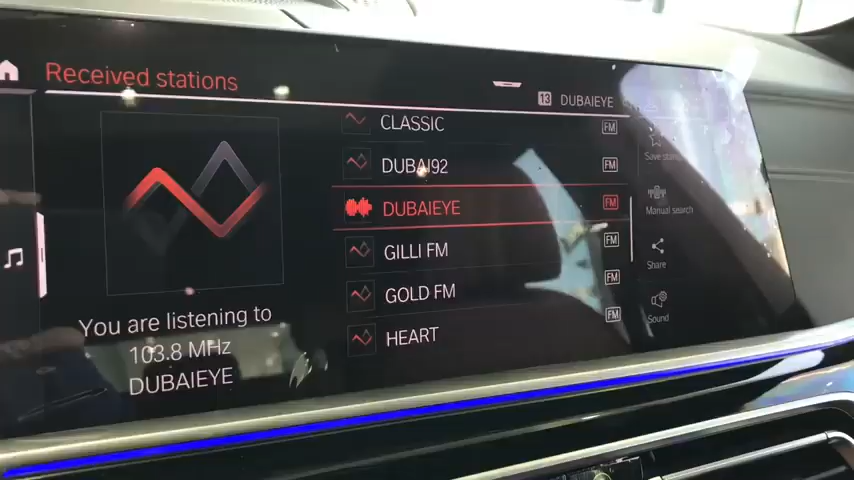 Received stations
13 DUBAIEYE
CLASSIC FM
DUBAI92 FM
DUBAIEYE FM
GILLI FM FM
GOLD FM FM
HEART FM
You are listening to
103.8 MHz
DUBAIEYE
Save
Manual search
Share
Sound